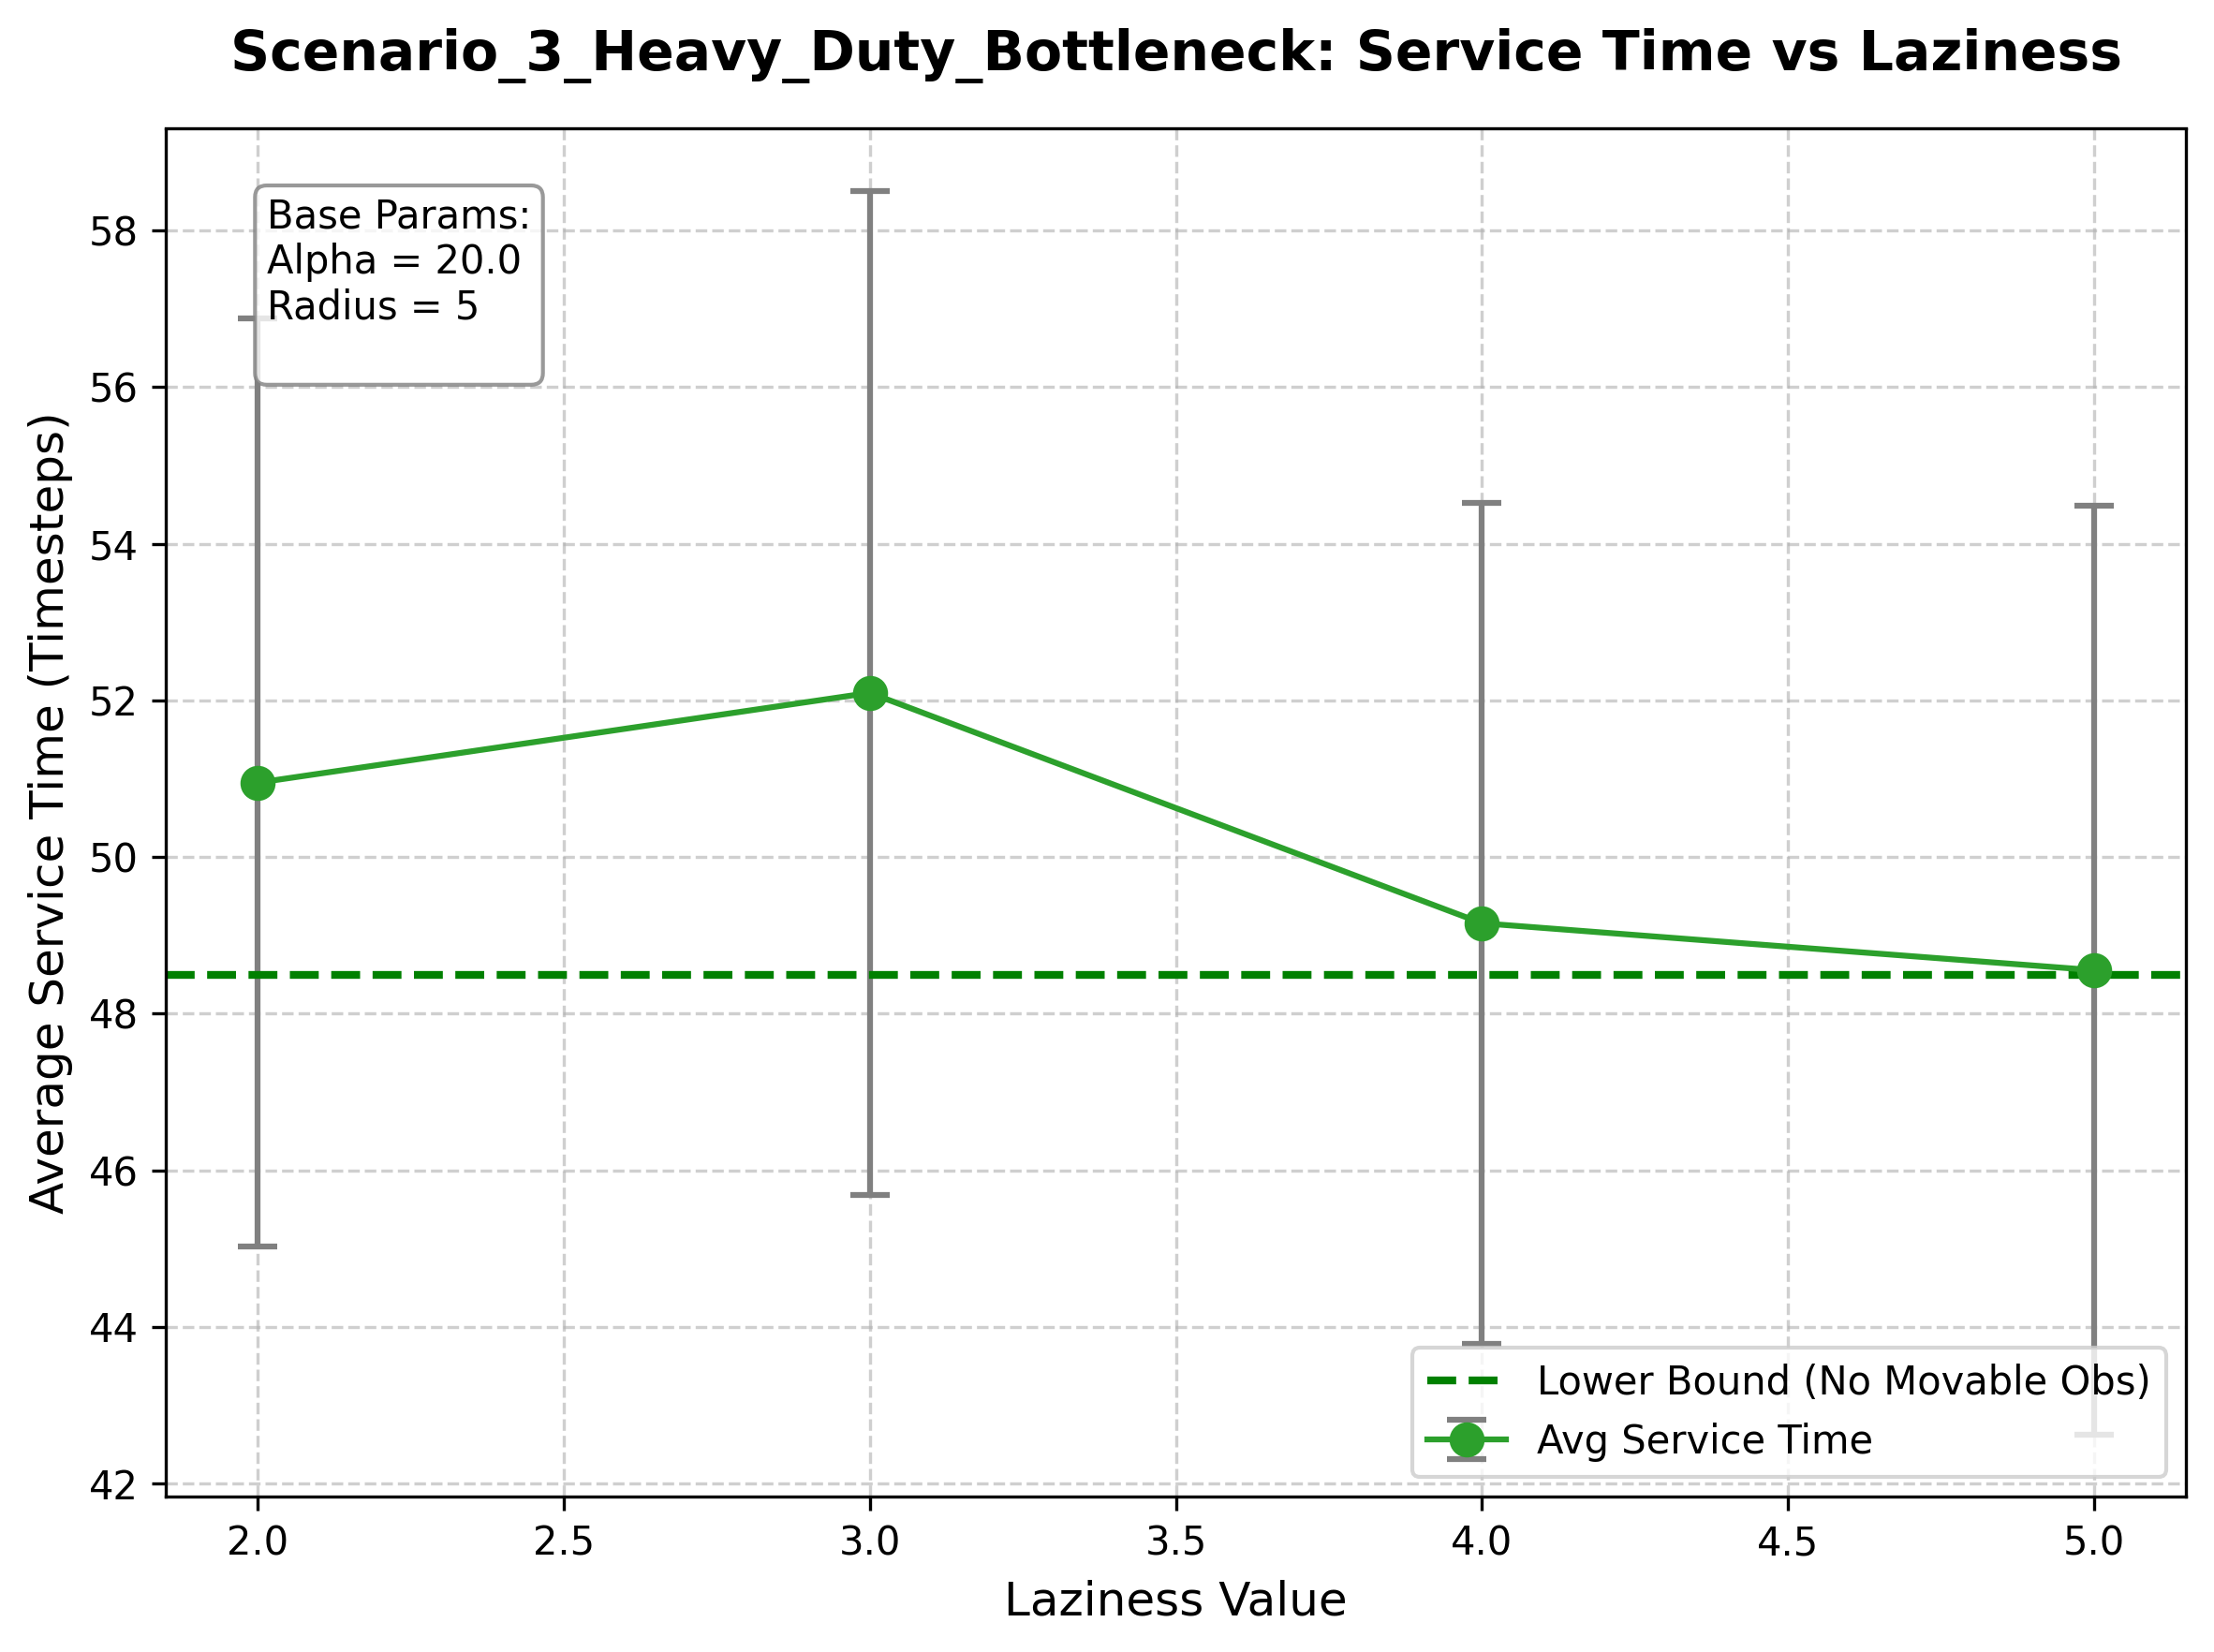 Scenario_3_Heavy_Duty_Bottleneck: Service Time vs Laziness
Base Params:
Alpha = 20.0
Radius = 5
Average Service Time (Timesteps)
58
56
54
52
50
48
46
44
42
Lower Bound (No Movable Obs)
Avg Service Time
2.0 2.5 3.0 3.5 4.0 4.5 5.0
Laziness Value